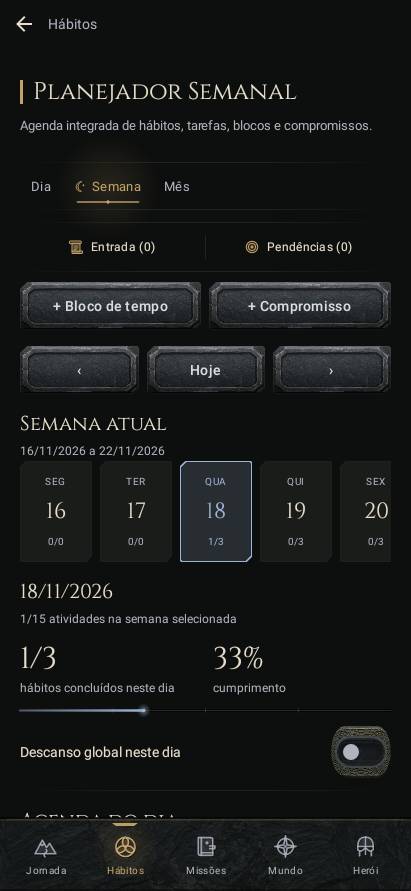 Hábitos
Planejador Semanal
Agenda integrada de hábitos, tarefas, blocos e compromissos.
Dia Semana Mês
Entrada (0) Pendências (0)
+ Bloco de tempo + Compromisso
‹ Hoje ›
Semana atual
16/11/2026 a 22/11/2026
SEG TER QUA QUI SEX
16 17 18 19 20
0/0 0/0 1/3 0/3 0/3
18/11/2026
1/15 atividades na semana selecionada
1/3 33%
hábitos concluídos neste dia cumprimento
Descanso global neste dia
Agenda do dia
Jornada Hábitos Missões Mundo Herói